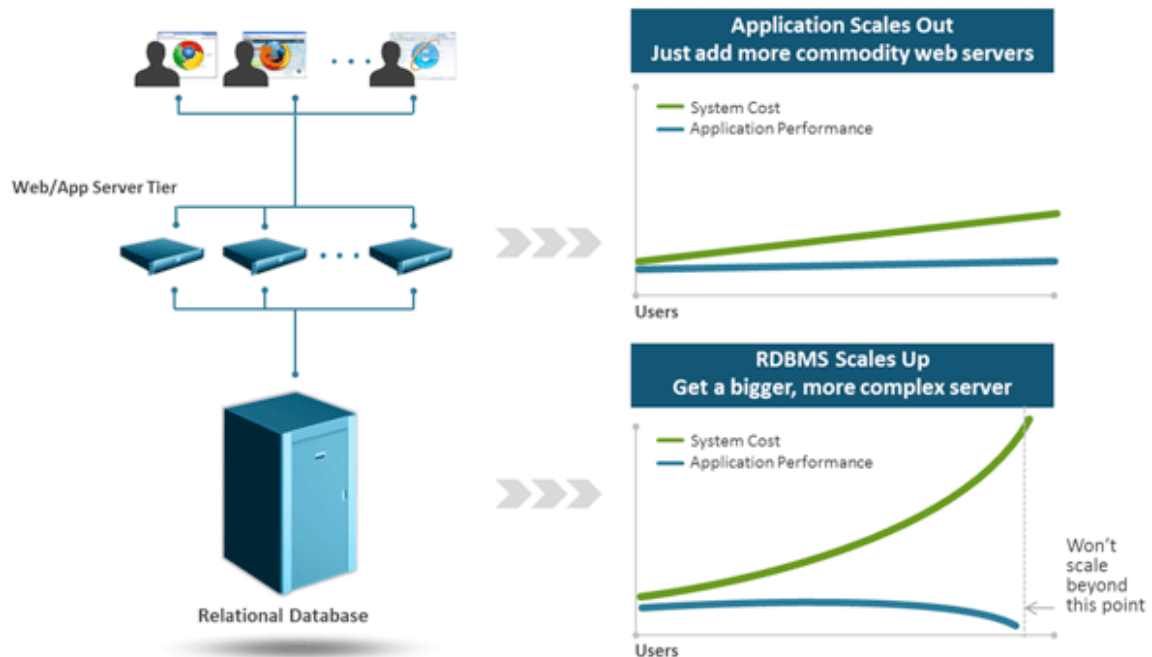 Application Scales Out
Just add more commodity web servers
System Cost
Application Performance
Web/App Server Tier
Users
RDBMS Scales Up
Get a bigger, more complex server
System Cost
Application Performance
Won't
scale
beyond
this point
Relational Database
Users